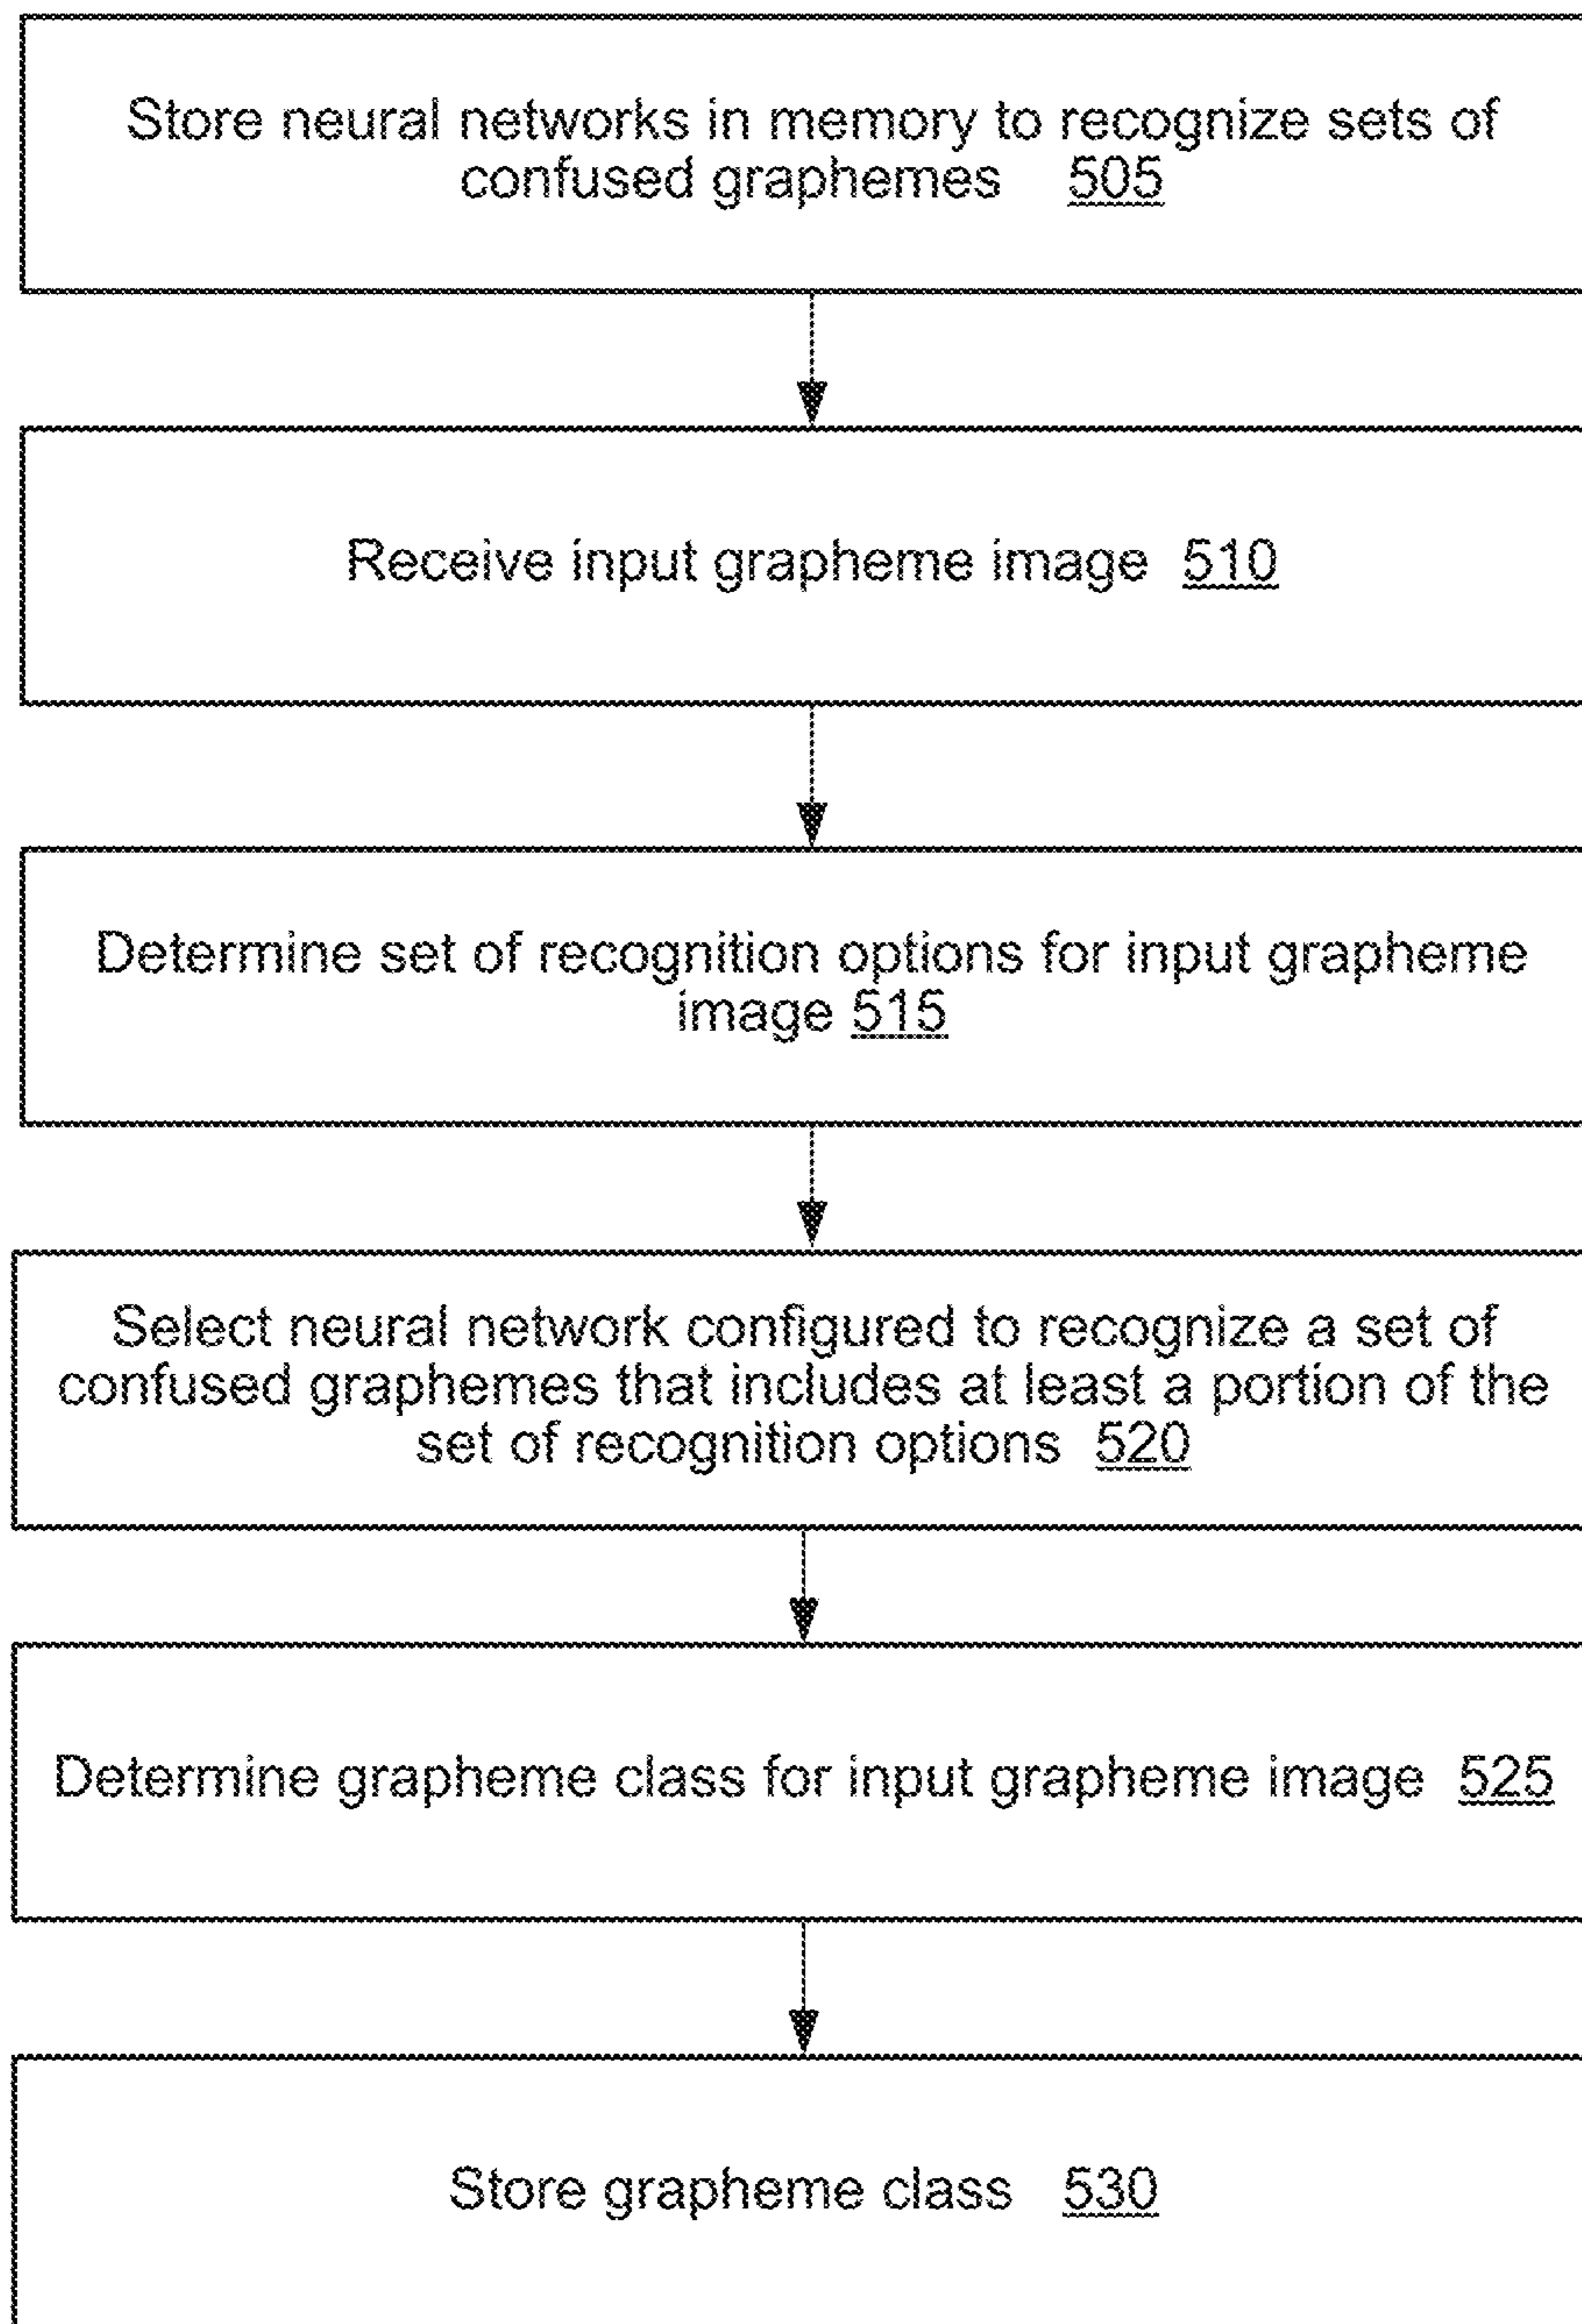 Store neural networks in memory to recognize sets of
confused graphemes 505
Receive input grapheme image 510
Determine set of recognition options for input grapheme
image 515
Select neural network configured to recognize a set of
confused graphemes that includes at least a portion of the
set of recognition options 520
Determine grapheme class for input grapheme image 525
Store grapheme class 530